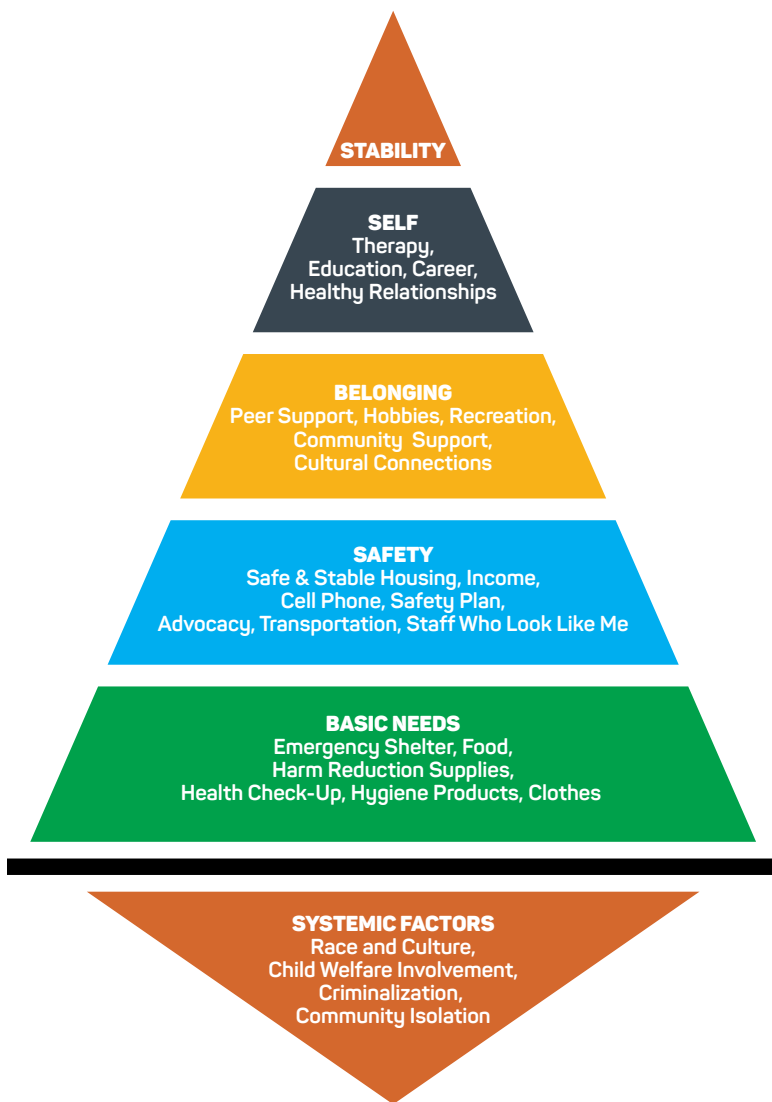 STABILITY
SELF
Therapy,
Education, Career,
Healthy Relationships
BELONGING
Peer Support, Hobbies, Recreation,
Community Support,
Cultural Connections
SAFETY
Safe & Stable Housing, Income,
Cell Phone, Safety Plan,
Advocacy, Transportation, Staff Who Look Like Me
BASIC NEEDS
Emergency Shelter, Food,
Harm Reduction Supplies,
Health Check-Up, Hygiene Products, Clothes
SYSTEMIC FACTORS
Race and Culture,
Child Welfare Involvement,
Criminalization,
Community Isolation